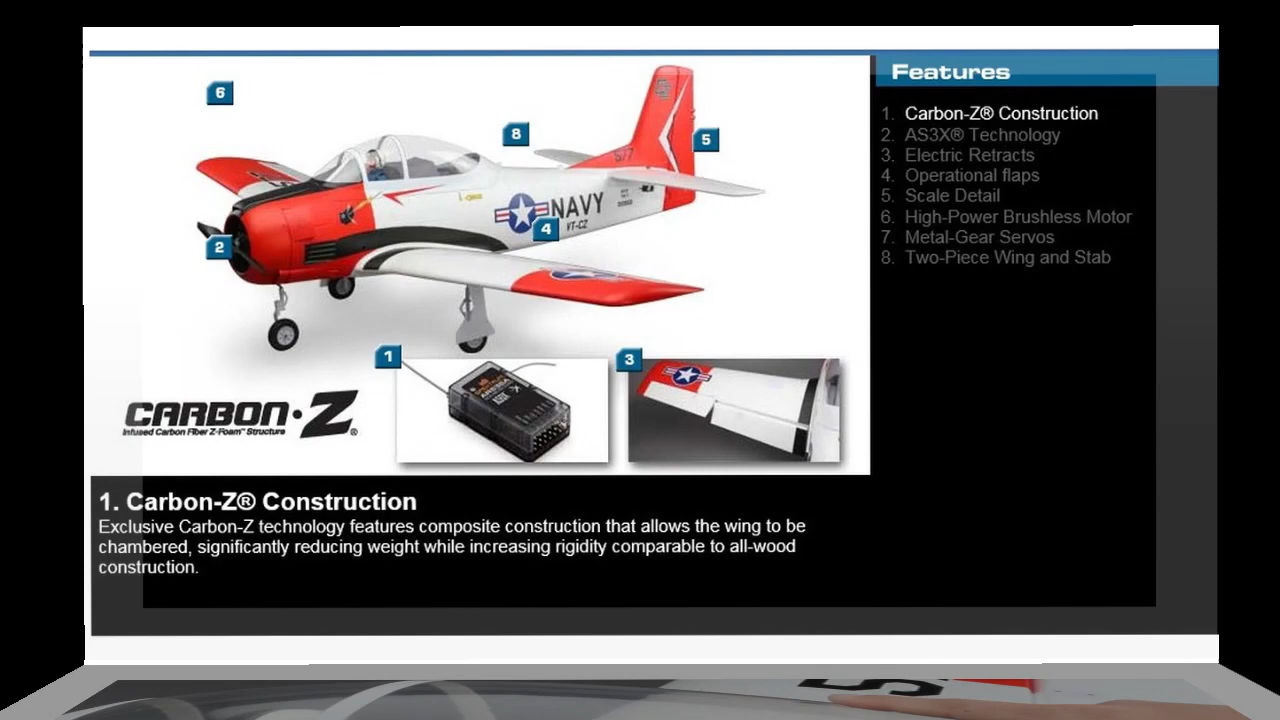 Features
1. Carbon-Z® Construction
2. AS3X® Technology
3. Electric Retracts
4. Operational flaps
5. Scale Detail
6. High-Power Brushless Motor
7. Metal-Gear Servos
8. Two-Piece Wing and Stab
6
8
5
577
NAVY
VT-CZ
4
2
1
3
CARBON·Z®
Infused Carbon Fiber Z-Foam™ Structure
1. Carbon-Z® Construction
Exclusive Carbon-Z technology features composite construction that allows the wing to be
chambered, significantly reducing weight while increasing rigidity comparable to all-wood
construction.